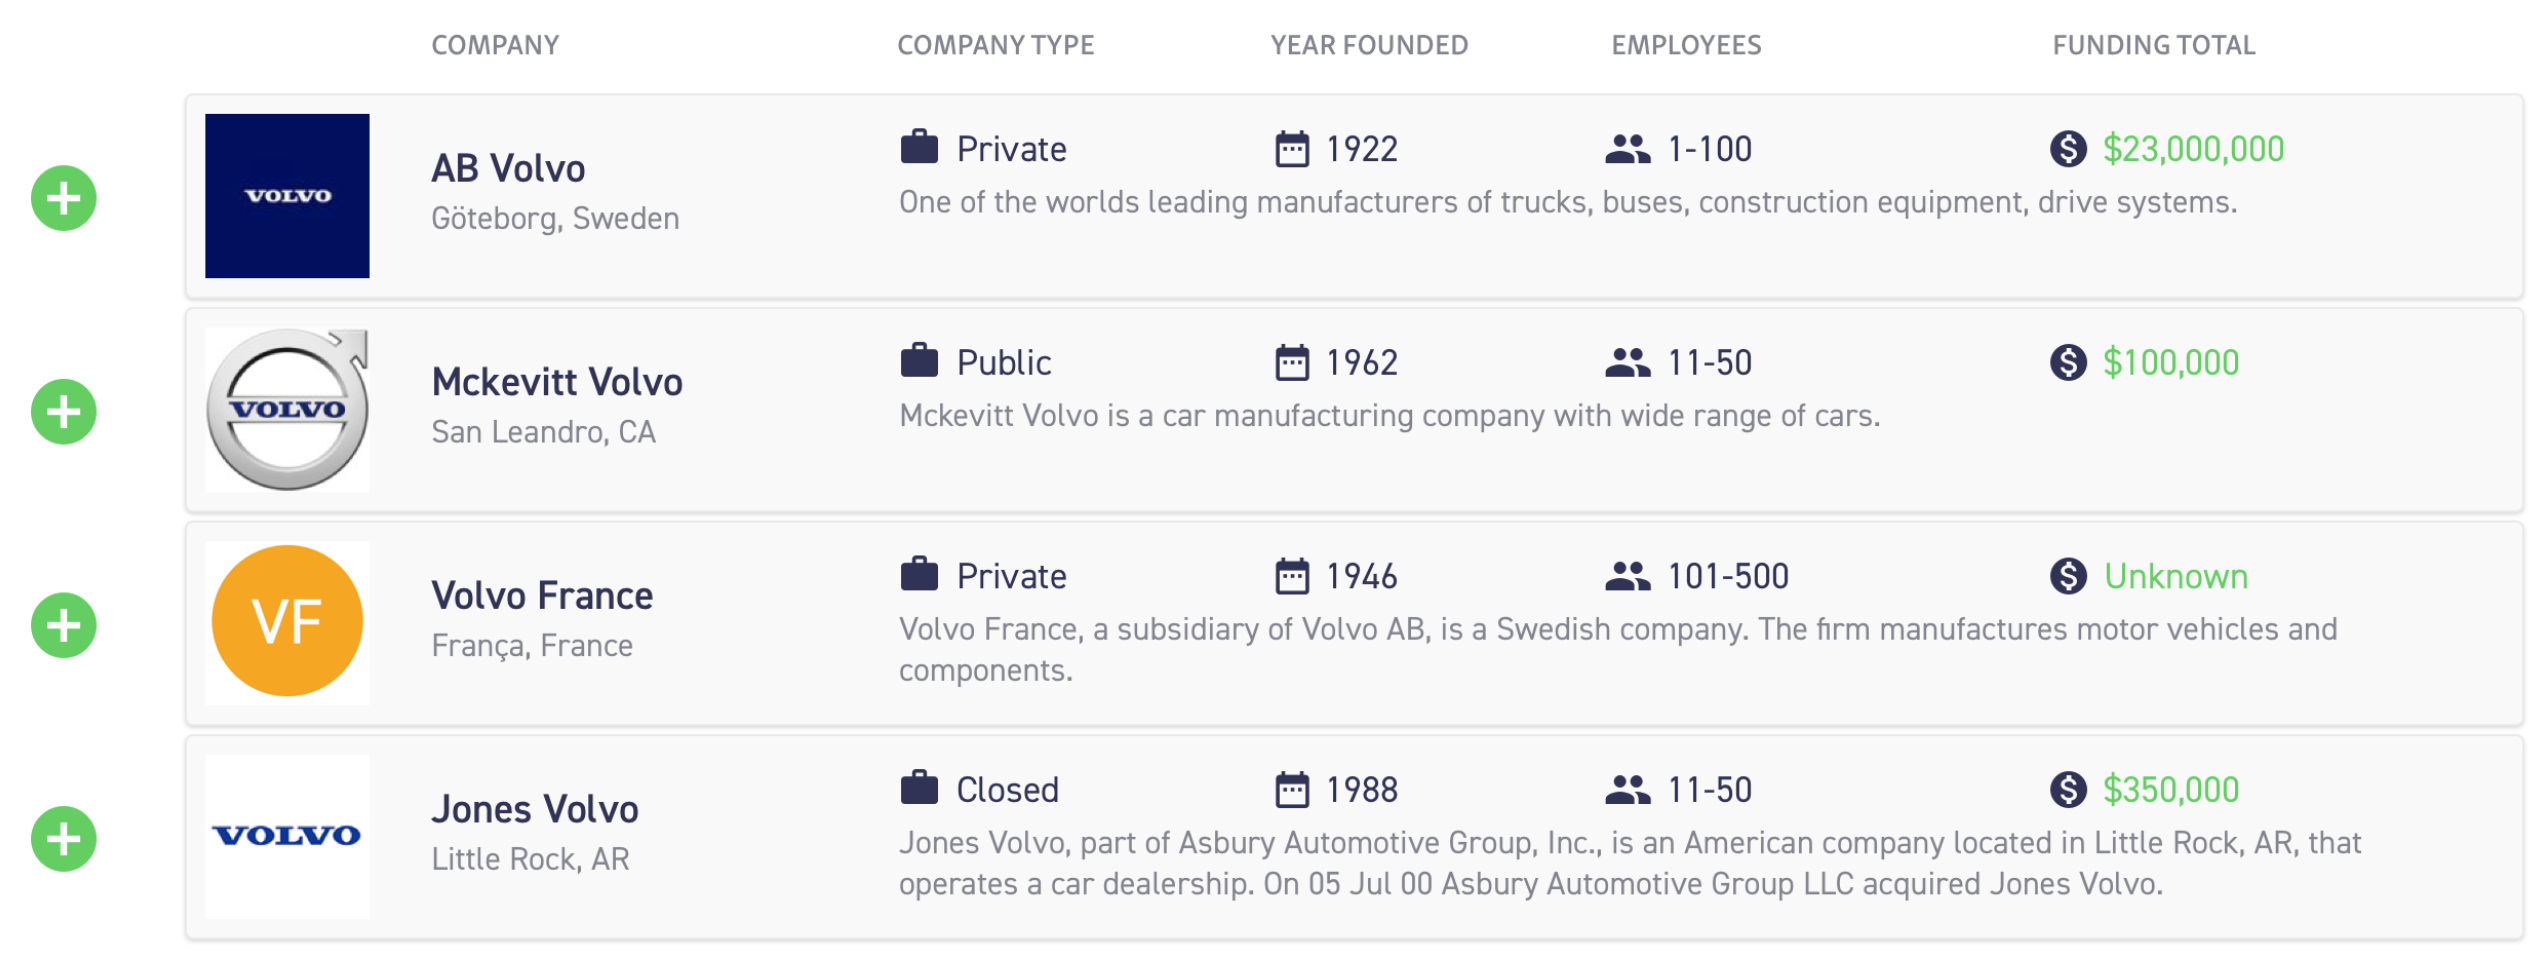 COMPANY COMPANY TYPE YEAR FOUNDED EMPLOYEES FUNDING TOTAL
VOLVO
AB Volvo
Göteborg, Sweden
Private 1922 1-100 $23,000,000
One of the worlds leading manufacturers of trucks, buses, construction equipment, drive systems.
VOLVO
Mckevitt Volvo
San Leandro, CA
Public 1962 11-50 $100,000
Mckevitt Volvo is a car manufacturing company with wide range of cars.
VF
Volvo France
França, France
Private 1946 101-500 Unknown
Volvo France, a subsidiary of Volvo AB, is a Swedish company. The firm manufactures motor vehicles and
components.
VOLVO
Jones Volvo
Little Rock, AR
Closed 1988 11-50 $350,000
Jones Volvo, part of Asbury Automotive Group, Inc., is an American company located in Little Rock, AR, that
operates a car dealership. On 05 Jul 00 Asbury Automotive Group LLC acquired Jones Volvo.